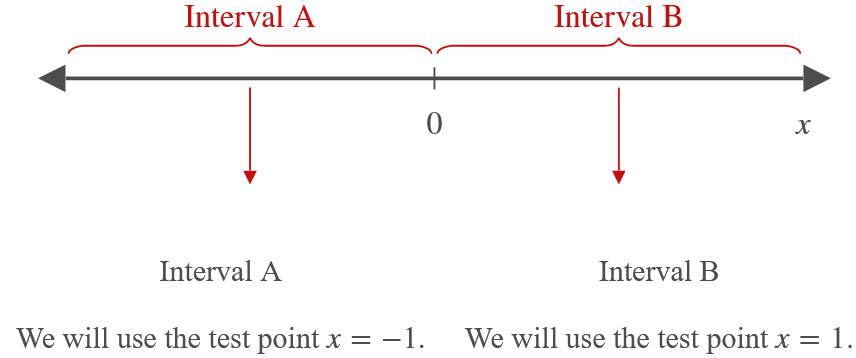 Interval A Interval B
0 x
Interval A Interval B
We will use the test point x = −1. We will use the test point x = 1.